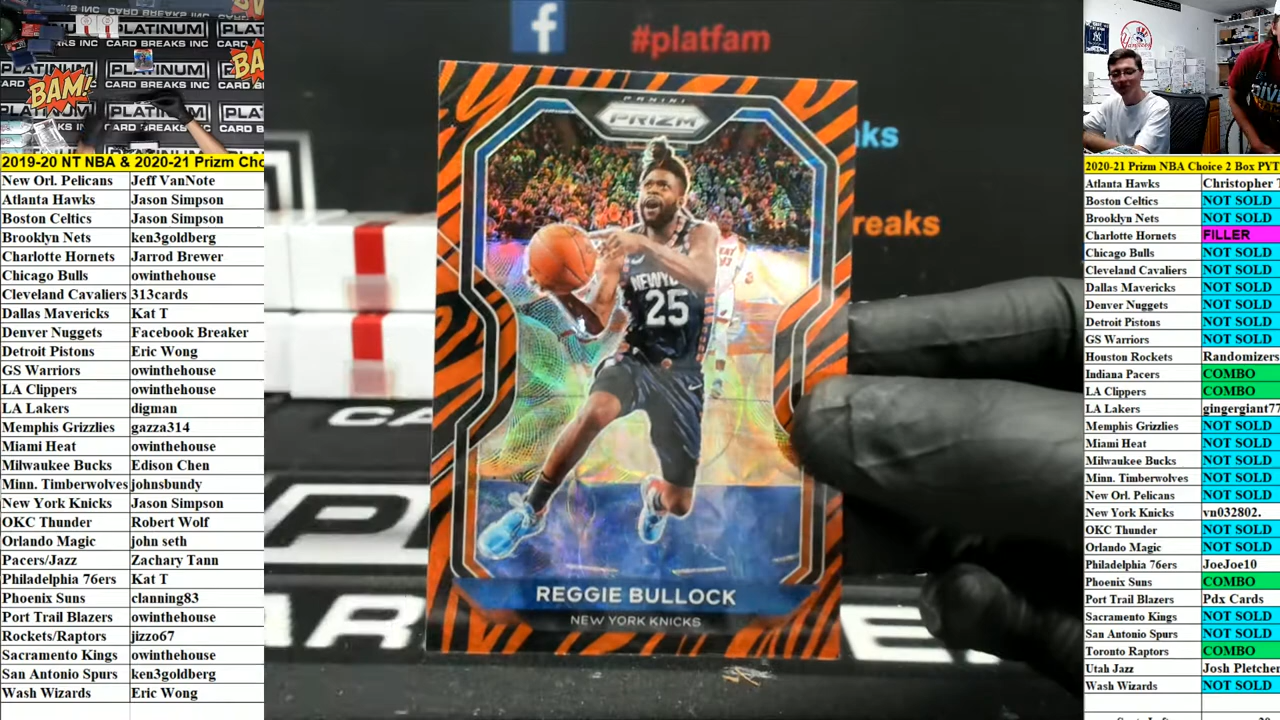 PLATINUM
CARD BREAKS INC
BAM!
PLATINUM
CARD BREAKS INC
#platfam
reaks
2019-20 NT NBA & 2020-21 Prizm Cho
New Orl. Pelicans Jeff VanNote
Atlanta Hawks Jason Simpson
Boston Celtics Jason Simpson
Brooklyn Nets ken3goldberg
Charlotte Hornets Jarrod Brewer
Chicago Bulls owinthehouse
Cleveland Cavaliers 313cards
Dallas Mavericks Kat T
Denver Nuggets Facebook Breaker
Detroit Pistons Eric Wong
GS Warriors owinthehouse
LA Clippers owinthehouse
LA Lakers digman
Memphis Grizzlies gazza314
Miami Heat owinthehouse
Milwaukee Bucks Edison Chen
Minn. Timberwolves johnsbundy
New York Knicks Jason Simpson
OKC Thunder Robert Wolf
Orlando Magic john seth
Pacers/Jazz Zachary Tann
Philadelphia 76ers Kat T
Phoenix Suns clanning83
Port Trail Blazers owinthehouse
Rockets/Raptors jizzo67
Sacramento Kings owinthehouse
San Antonio Spurs ken3goldberg
Wash Wizards Eric Wong
PANINI
PRIZM
NEW YORK
25
REGGIE BULLOCK
NEW YORK KNICKS
2020-21 Prizm NBA Choice 2 Box PYT
Atlanta Hawks Christopher T
Boston Celtics NOT SOLD
Brooklyn Nets NOT SOLD
Charlotte Hornets FILLER
Chicago Bulls NOT SOLD
Cleveland Cavaliers NOT SOLD
Dallas Mavericks NOT SOLD
Denver Nuggets NOT SOLD
Detroit Pistons NOT SOLD
GS Warriors NOT SOLD
Houston Rockets Randomizers
Indiana Pacers COMBO
LA Clippers COMBO
LA Lakers gingergiant77
Memphis Grizzlies NOT SOLD
Miami Heat NOT SOLD
Milwaukee Bucks NOT SOLD
Minn. Timberwolves NOT SOLD
New Orl. Pelicans NOT SOLD
New York Knicks vn032802.
OKC Thunder NOT SOLD
Orlando Magic NOT SOLD
Philadelphia 76ers JoeJoe10
Phoenix Suns COMBO
Port Trail Blazers Pdx Cards
Sacramento Kings NOT SOLD
San Antonio Spurs NOT SOLD
Toronto Raptors COMBO
Utah Jazz Josh Pletcher
Wash Wizards NOT SOLD